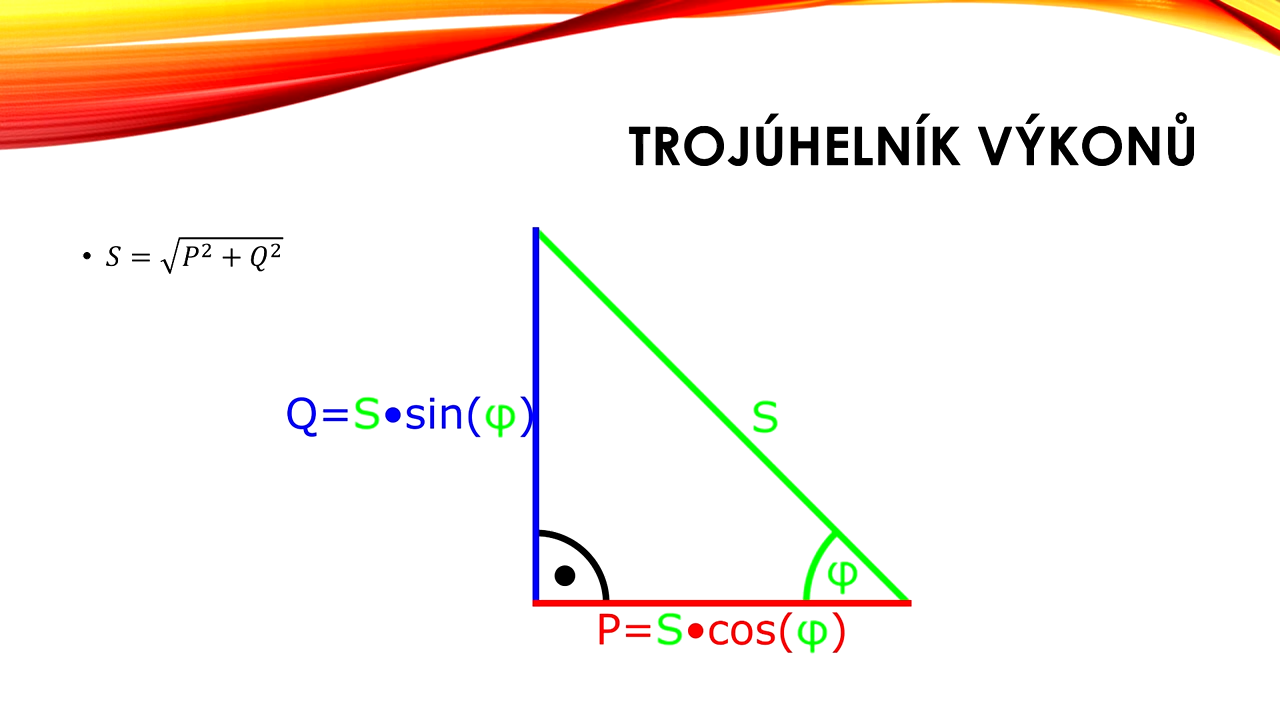 TROJÚHELNÍK VÝKONŮ
• S = √(P² + Q²)
Q=S•sin(φ)
S
φ
P=S•cos(φ)